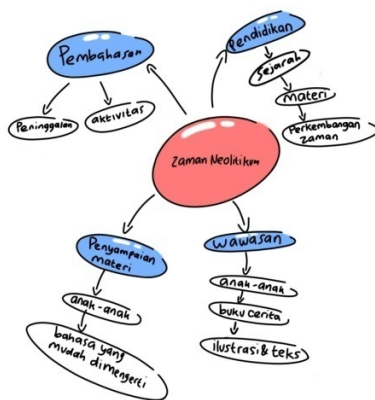 Pembahasan
Peninggalan
aktivitas
Pendidikan
sejarah
materi
Perkembangan
zaman
Zaman Neolitikum
Penyampaian
materi
anak-anak
bahasa yang
mudah dimengerti
wawasan
anak-anak
buku cerita
ilustrasi & teks